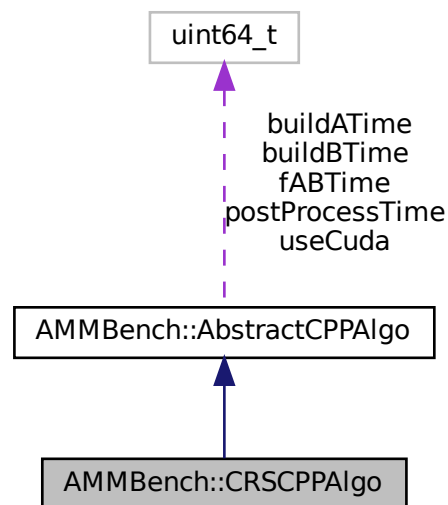 uint64_t
buildATime
buildBTime
fABTime
postProcessTime
useCuda
AMMBench::AbstractCPPAlgo
AMMBench::CRSCPPAlgo